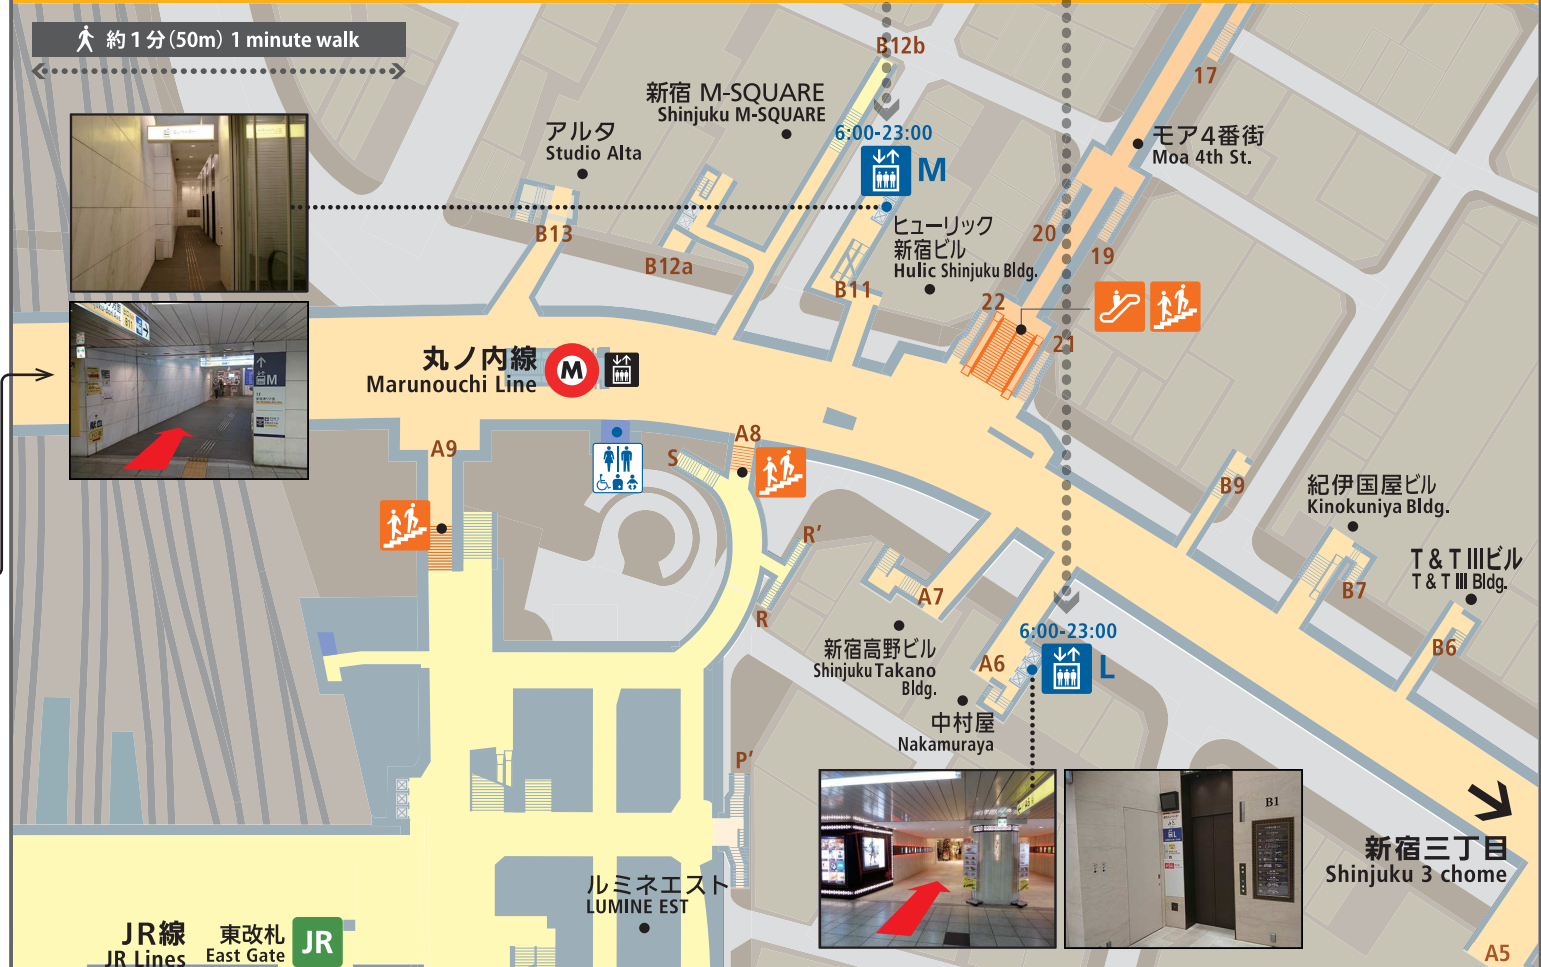 約1分(50m) 1 minute walk
B12b
17
新宿 M-SQUARE
Shinjuku M-SQUARE
アルタ
Studio Alta
6:00-23:00
M
モア4番街
Moa 4th St.
B13
B12a
ヒューリック
新宿ビル
Hulic Shinjuku Bldg.
20
19
B11
22
21
丸ノ内線
Marunouchi Line
M
M
B11
A9
S
A8
B9
紀伊国屋ビル
Kinokuniya Bldg.
R'
T & T IIIビル
T & T III Bldg.
A7
B7
R
新宿高野ビル
Shinjuku Takano
Bldg.
6:00-23:00
L
A6
B6
中村屋
Nakamuraya
P'
B1
新宿三丁目
Shinjuku 3 chome
ルミネエスト
LUMINE EST
JR線
JR Lines
東改札
East Gate
JR
A5